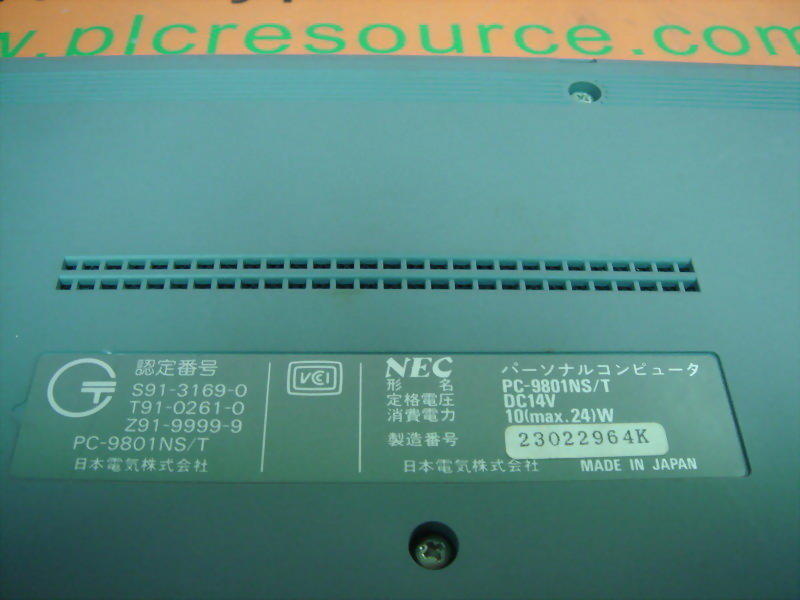 www.plcresource.com
認定番号
S91-3169-0
T91-0261-0
Z91-9999-9
PC-9801NS/T
日本電気株式会社
VCCI
NEC パーソナルコンピュータ
形 名 PC-9801NS/T
定格電圧 DC14V
消費電力 10(max.24)W
製造番号 23022964K
日本電気株式会社 MADE IN JAPAN